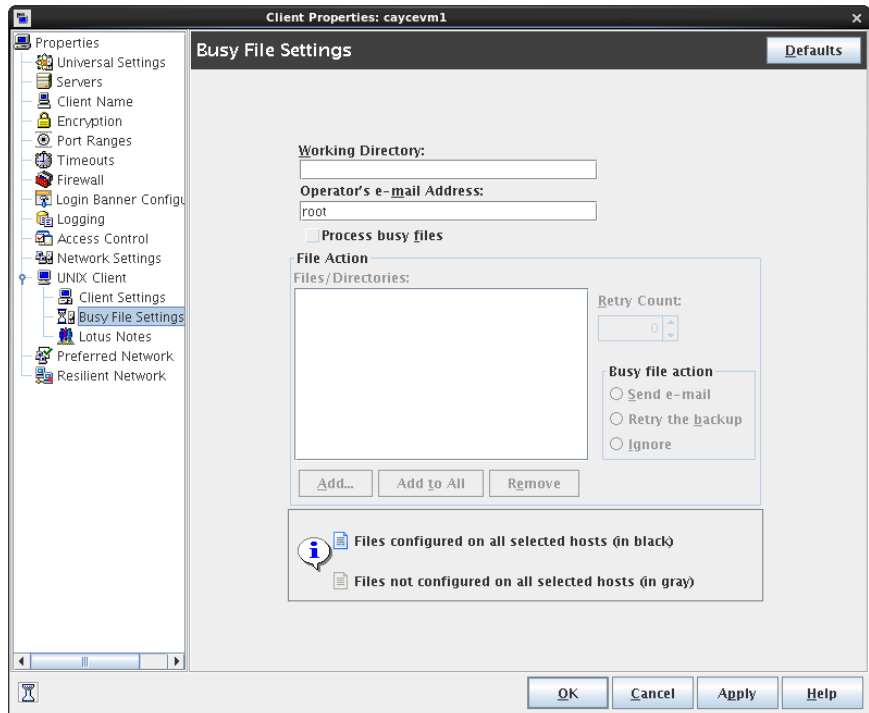 Client Properties: caycevm1
Properties
Universal Settings
Servers
Client Name
Encryption
Port Ranges
Timeouts
Firewall
Login Banner Configu
Logging
Access Control
Network Settings
UNIX Client
Client Settings
Busy File Settings
Lotus Notes
Preferred Network
Resilient Network
Busy File Settings
Defaults
Working Directory:
Operator's e-mail Address:
root
Process busy files
File Action
Files/Directories:
Retry Count:
0
Busy file action
Send e-mail
Retry the backup
Ignore
Add...
Add to All
Remove
Files configured on all selected hosts (in black)
Files not configured on all selected hosts (in gray)
OK
Cancel
Apply
Help